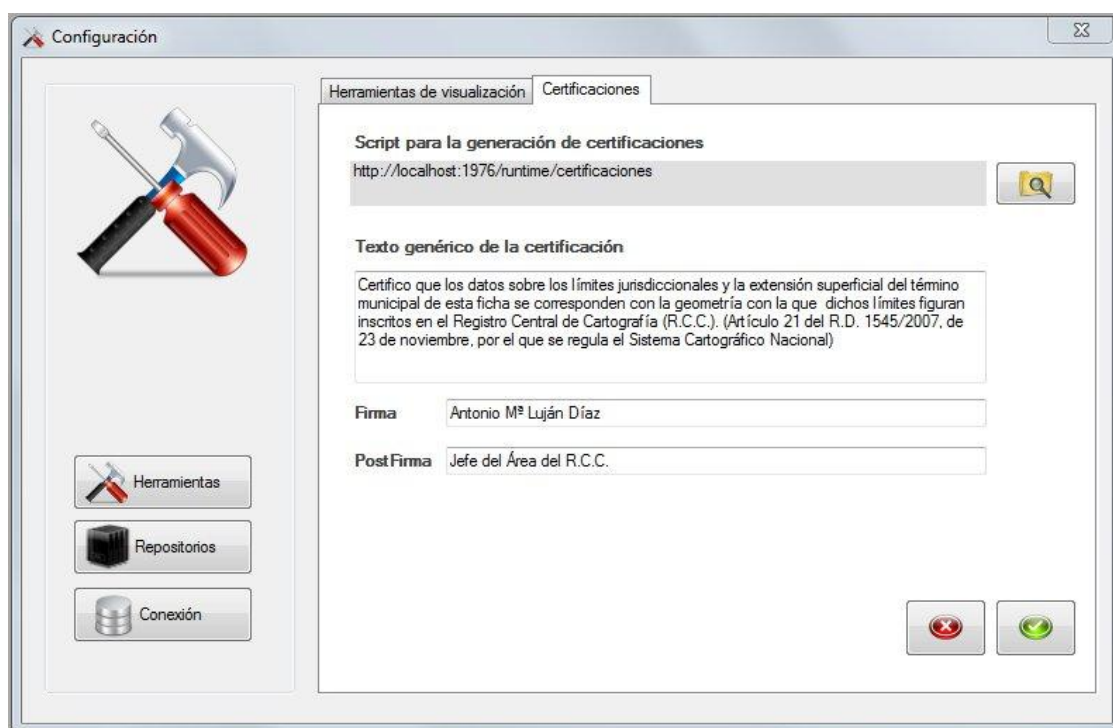 Configuración
Herramientas de visualización
Certificaciones
Script para la generación de certificaciones
http://localhost:1976/runtime/certificaciones
Texto genérico de la certificación
Certifico que los datos sobre los límites jurisdiccionales y la extensión superficial del término
municipal de esta ficha se corresponden con la geometría con la que  dichos límites figuran
inscritos en el Registro Central de Cartografía (R.C.C.). (Artículo 21 del R.D. 1545/2007, de
23 de noviembre, por el que se regula el Sistema Cartográfico Nacional)
Firma
Antonio Mª Luján Díaz
PostFirma
Jefe del Área del R.C.C.
Herramientas
Repositorios
Conexión